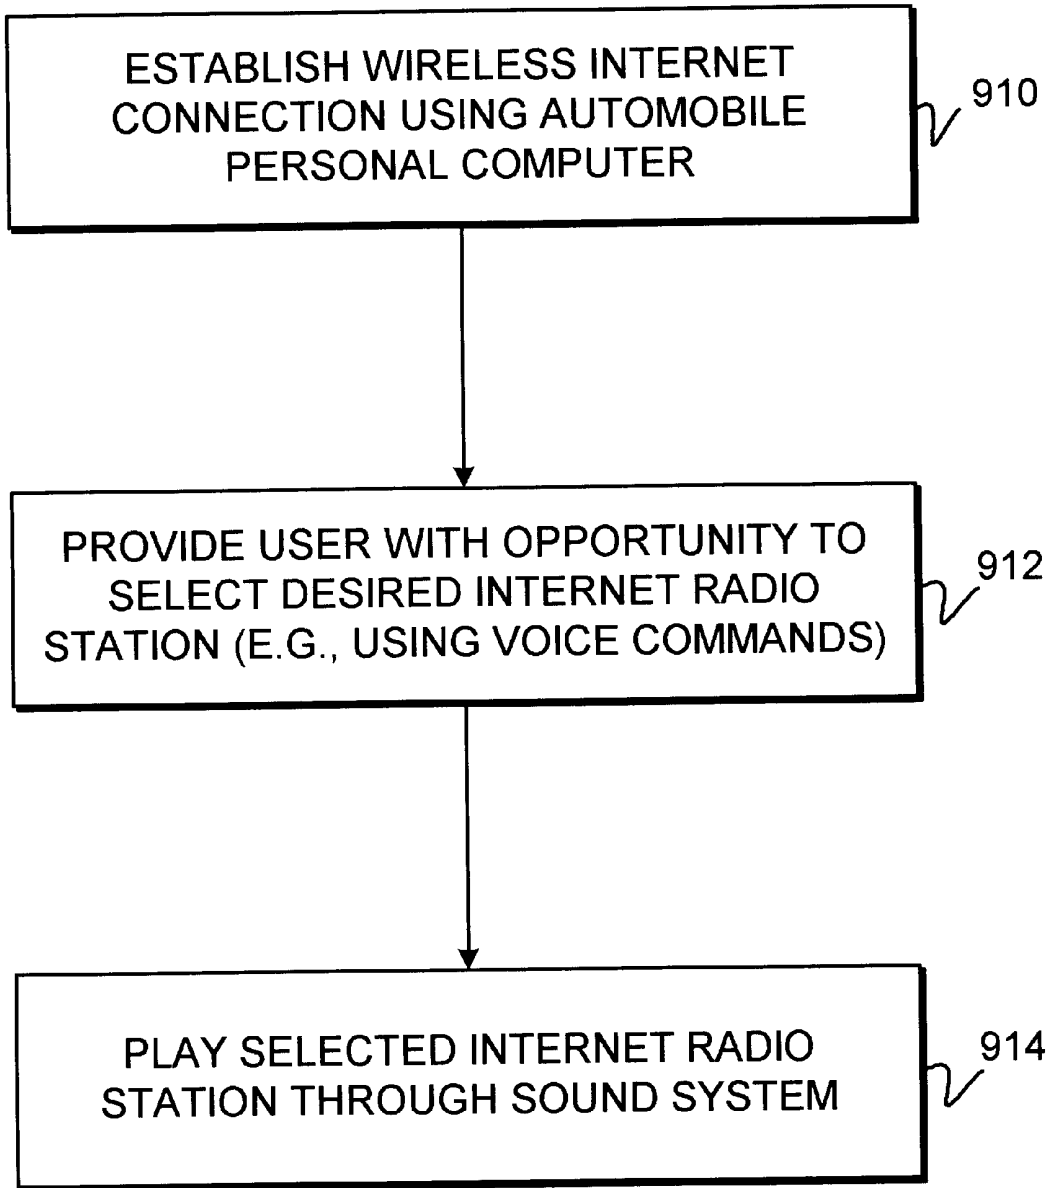 ESTABLISH WIRELESS INTERNET
CONNECTION USING AUTOMOBILE
PERSONAL COMPUTER
910
PROVIDE USER WITH OPPORTUNITY TO
SELECT DESIRED INTERNET RADIO
STATION (E.G., USING VOICE COMMANDS)
912
PLAY SELECTED INTERNET RADIO
STATION THROUGH SOUND SYSTEM
914